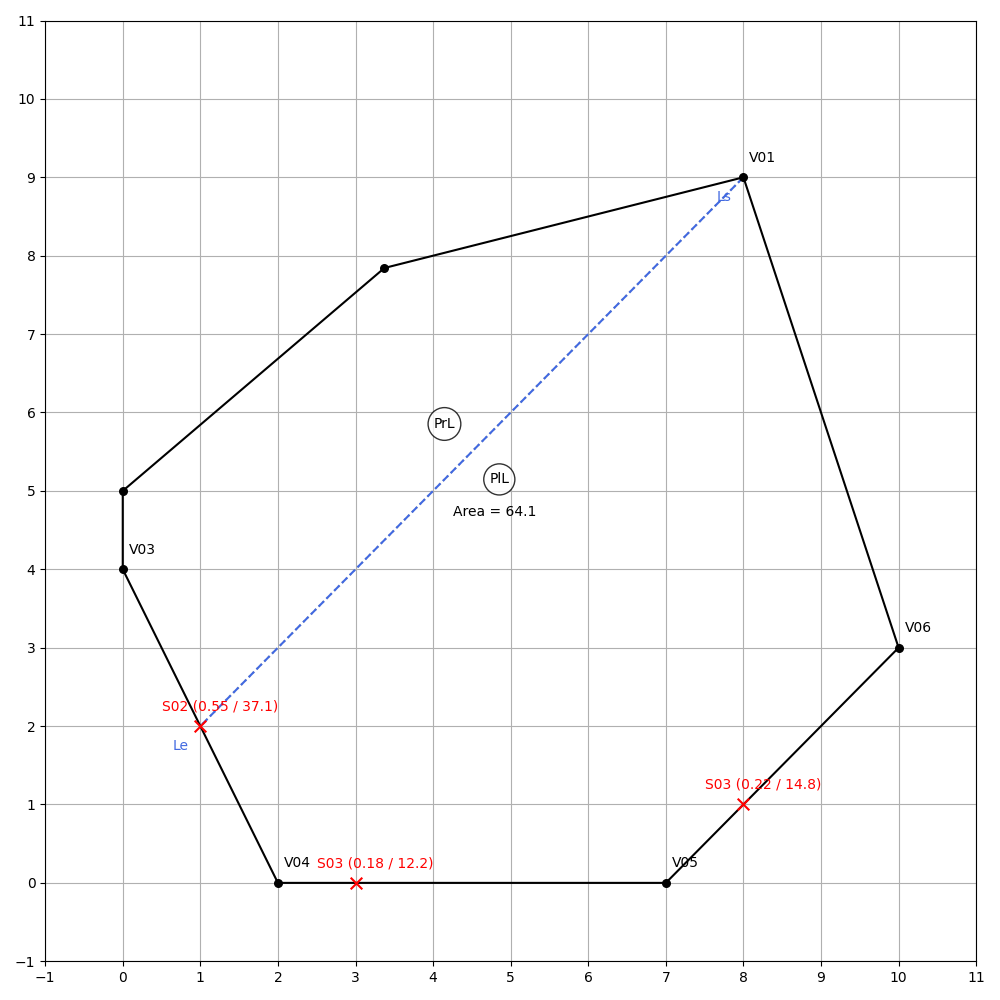 11
10
9
8
7
6
5
4
3
2
1
0
−1
V01
Ls
PrL
PlL
Area = 64.1
V03
V06
S02 (0.55 / 37.1)
Le
S03 (0.22 / 14.8)
V04
S03 (0.18 / 12.2)
V05
−1 0 1 2 3 4 5 6 7 8 9 10 11